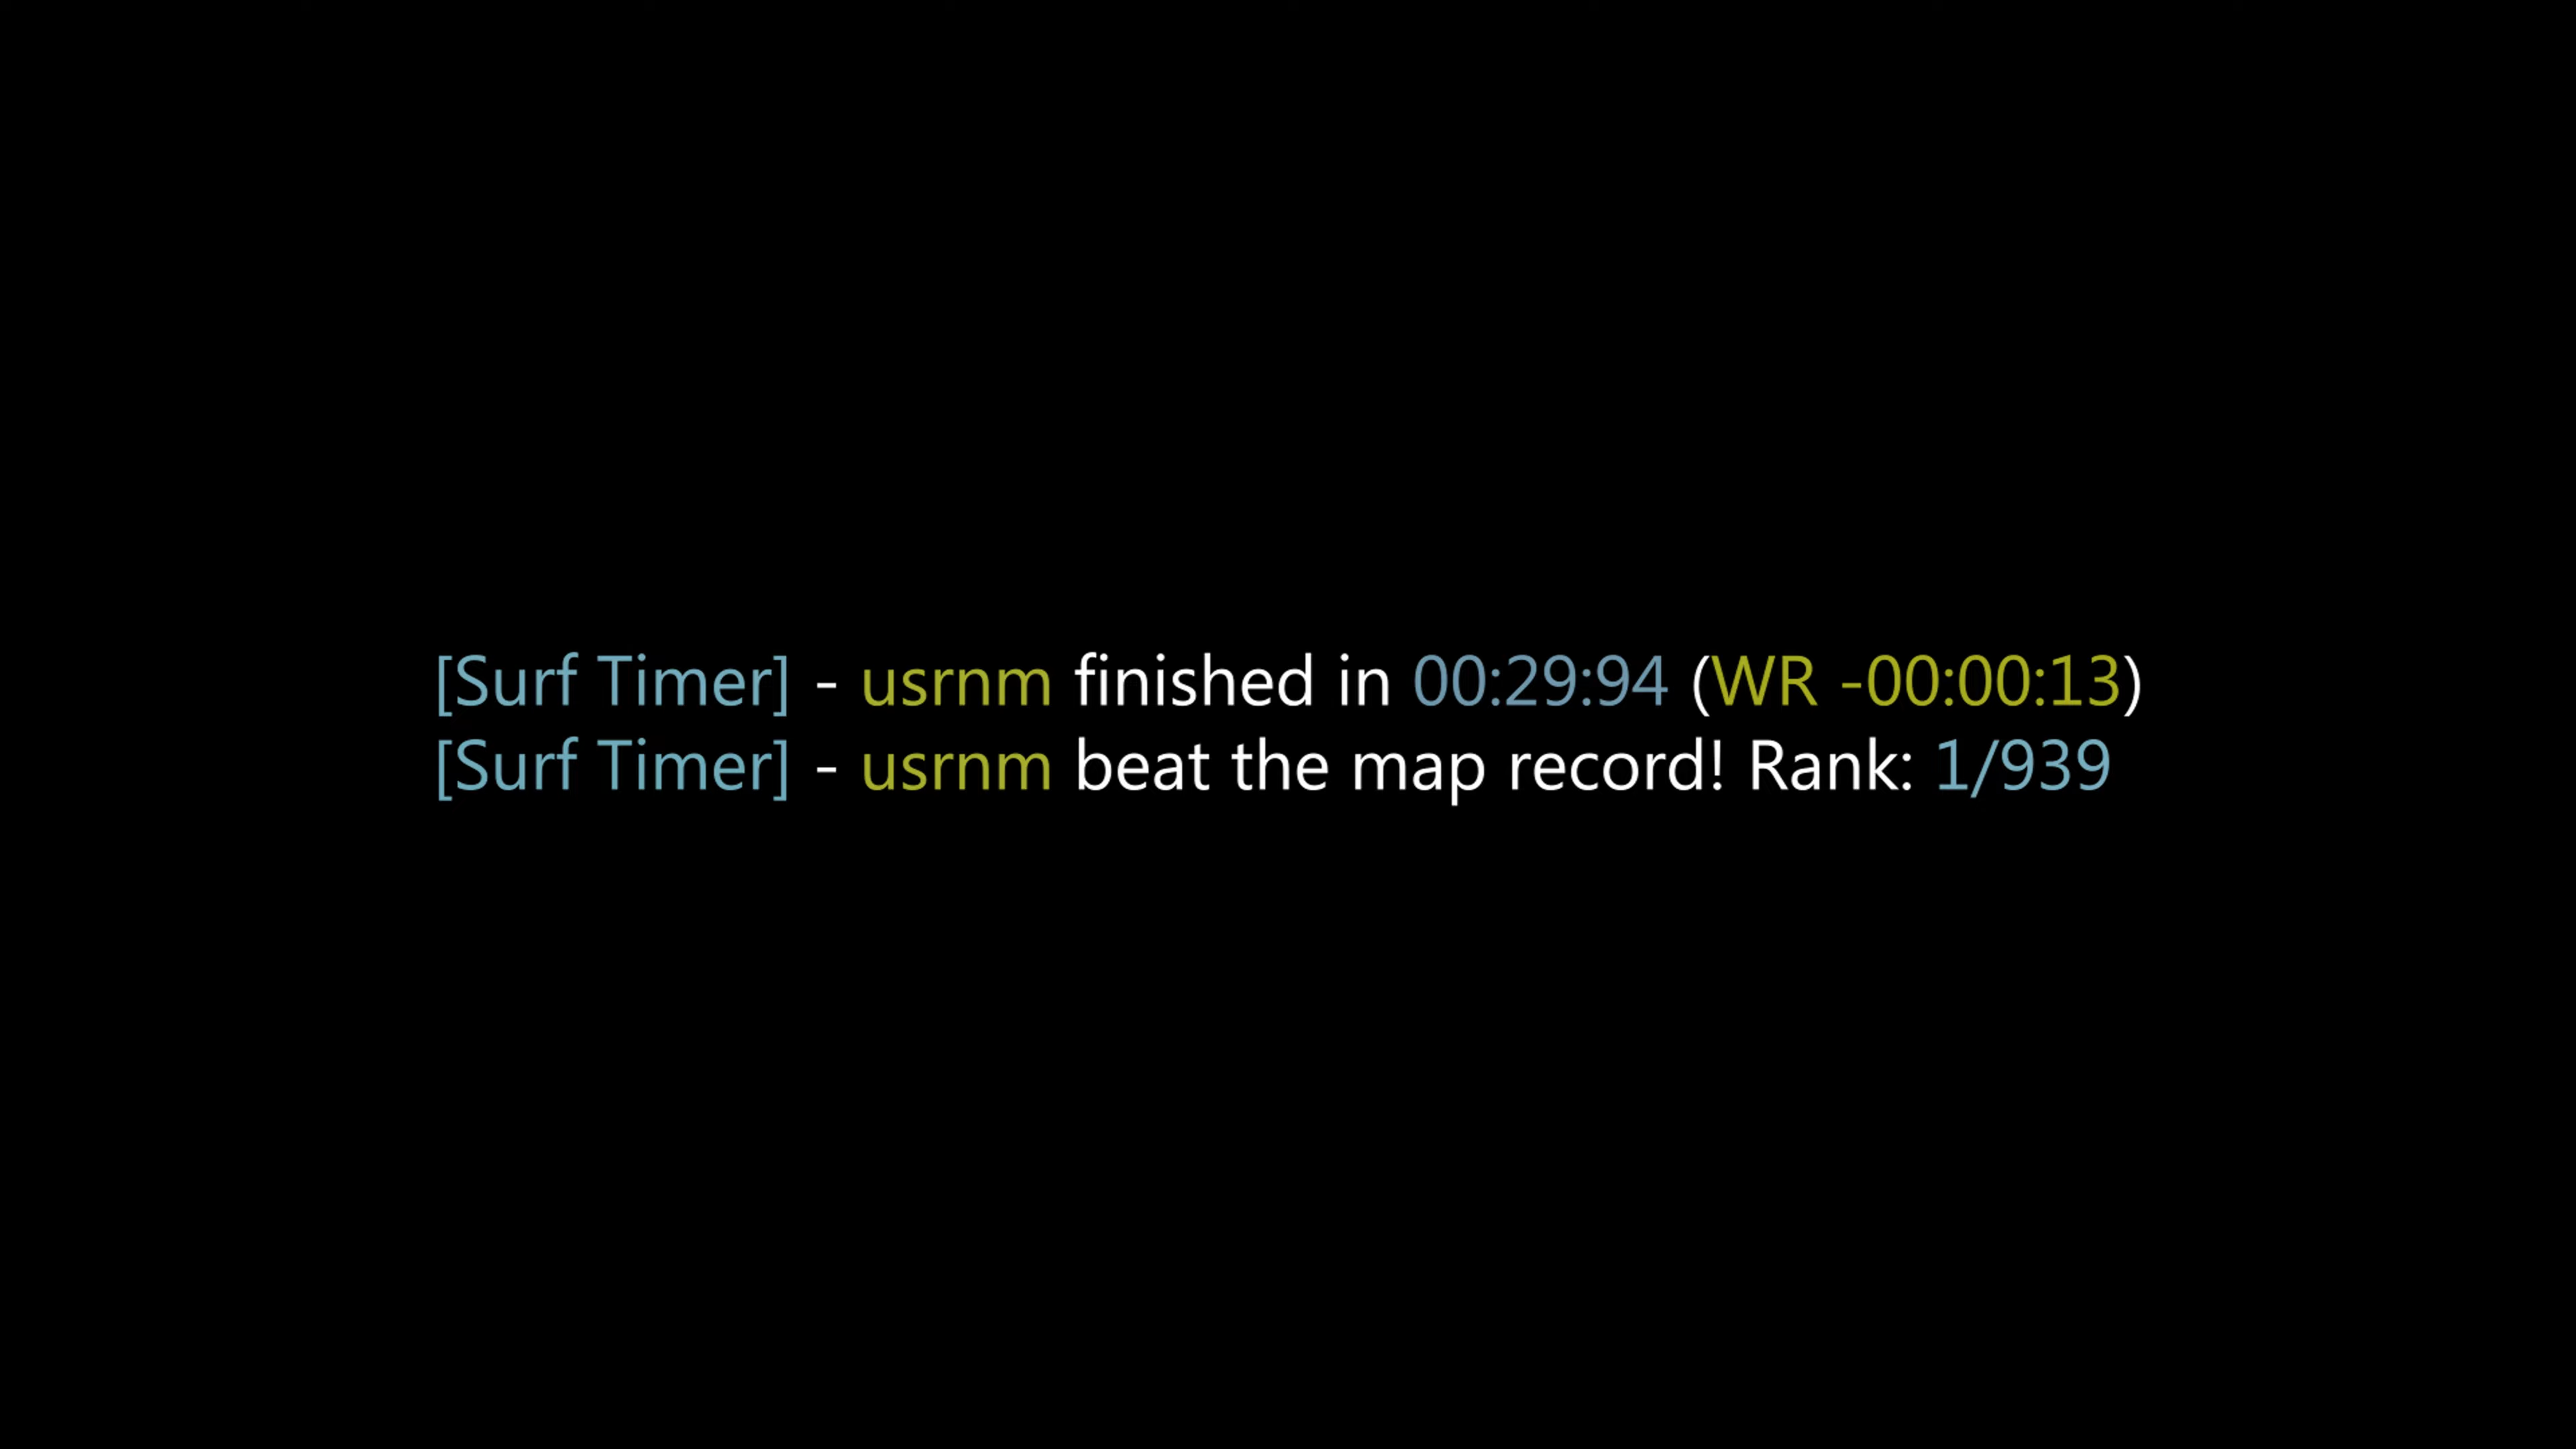 [Surf Timer] - usrnm finished in 00:29:94 (WR -00:00:13)
[Surf Timer] - usrnm beat the map record! Rank: 1/939